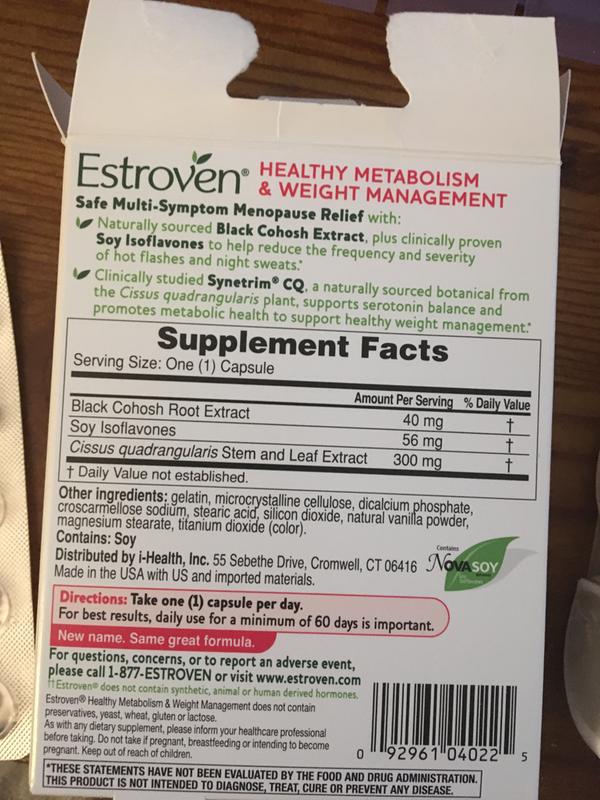 Estroven® HEALTHY METABOLISM
& WEIGHT MANAGEMENT
Safe Multi-Symptom Menopause Relief with:
Naturally sourced Black Cohosh Extract, plus clinically proven
Soy Isoflavones to help reduce the frequency and severity
of hot flashes and night sweats.*
Clinically studied Synetrim® CQ, a naturally sourced botanical from
the Cissus quadrangularis plant, supports serotonin balance and
promotes metabolic health to support healthy weight management.*
Supplement Facts
Serving Size: One (1) Capsule
Amount Per Serving % Daily Value
Black Cohosh Root Extract 40 mg †
Soy Isoflavones 56 mg †
Cissus quadrangularis Stem and Leaf Extract 300 mg †
† Daily Value not established.
Other ingredients: gelatin, microcrystalline cellulose, dicalcium phosphate,
croscarmellose sodium, stearic acid, silicon dioxide, natural vanilla powder,
magnesium stearate, titanium dioxide (color).
Contains: Soy
Distributed by i-Health, Inc. 55 Sebethe Drive, Cromwell, CT 06416
Made in the USA with US and imported materials.
Contains
NOVASOY
Directions: Take one (1) capsule per day.
For best results, daily use for a minimum of 60 days is important.
New name. Same great formula.
For questions, concerns, or to report an adverse event,
please call 1-877-ESTROVEN or visit www.estroven.com
††Estroven® does not contain synthetic, animal or human derived hormones.
Estroven® Healthy Metabolism & Weight Management does not contain
preservatives, yeast, wheat, gluten or lactose.
As with any dietary supplement, please inform your healthcare professional
before taking. Do not take if pregnant, breastfeeding or intending to become
pregnant. Keep out of reach of children.
0 92961 04022 5
*THESE STATEMENTS HAVE NOT BEEN EVALUATED BY THE FOOD AND DRUG ADMINISTRATION.
THIS PRODUCT IS NOT INTENDED TO DIAGNOSE, TREAT, CURE OR PREVENT ANY DISEASE.